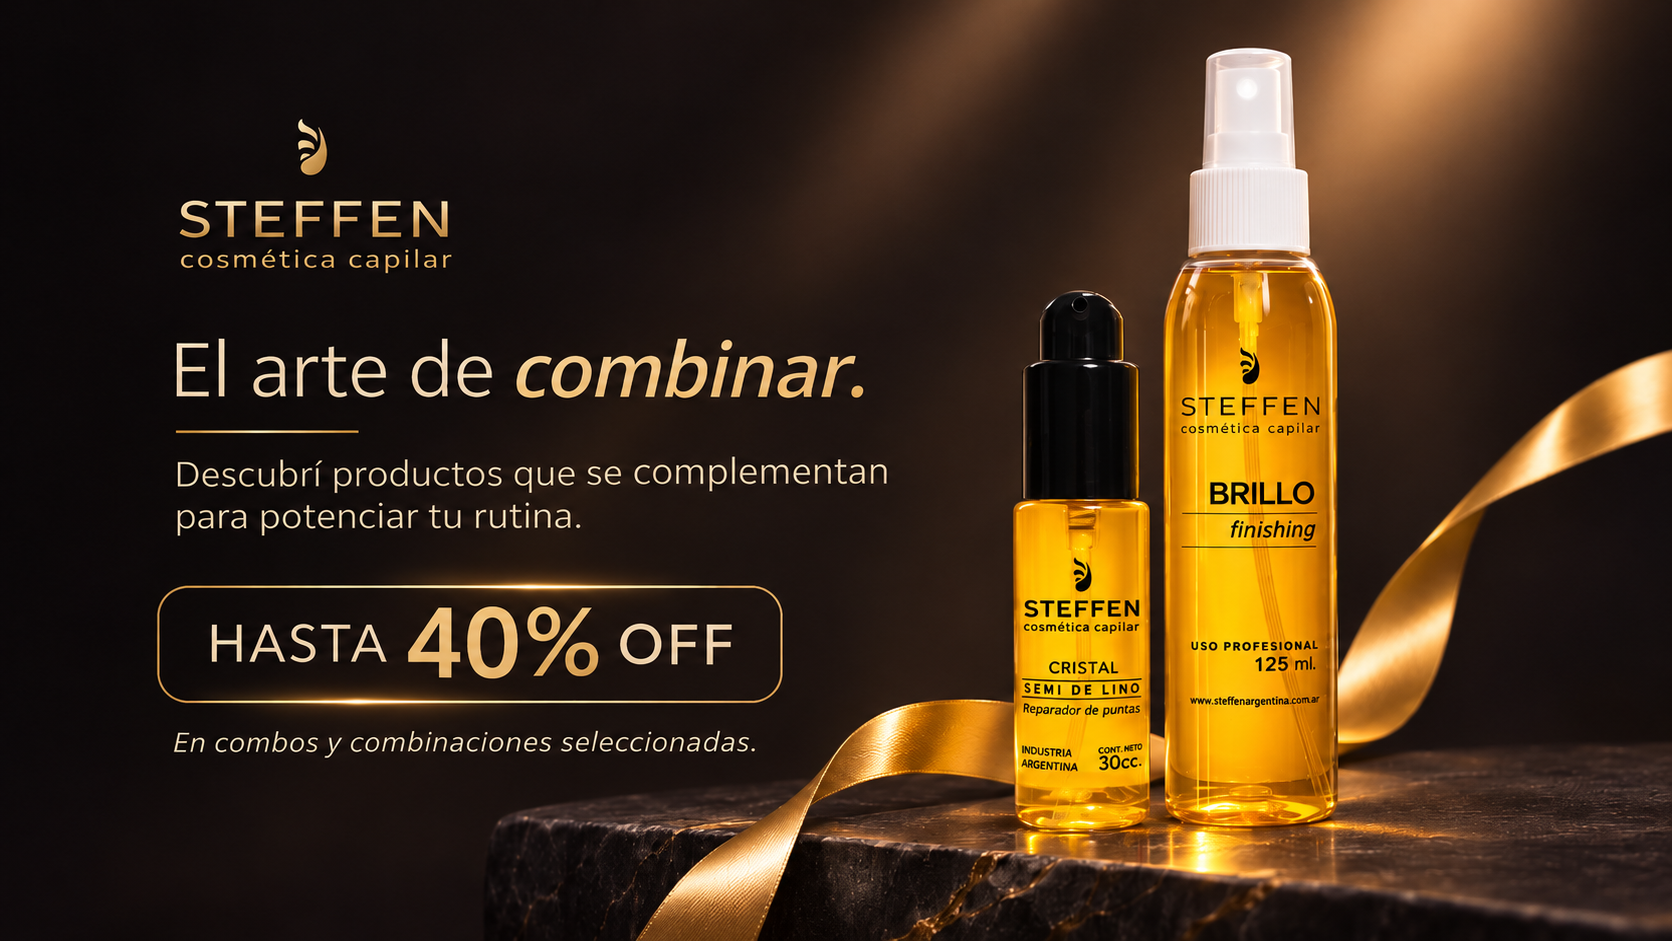 STEFFEN
cosmética capilar
El arte de combinar.
Descubrí productos que se complementan
para potenciar tu rutina.
HASTA 40% OFF
En combos y combinaciones seleccionadas.
STEFFEN
cosmética capilar
CRISTAL
SEMI DE LINO
Reparador de puntas
INDUSTRIA
ARGENTINA
CONT. NETO
30cc.
STEFFEN
cosmética capilar
BRILLO
finishing
USO PROFESIONAL
125 ml.
www.steffenargentina.com.ar